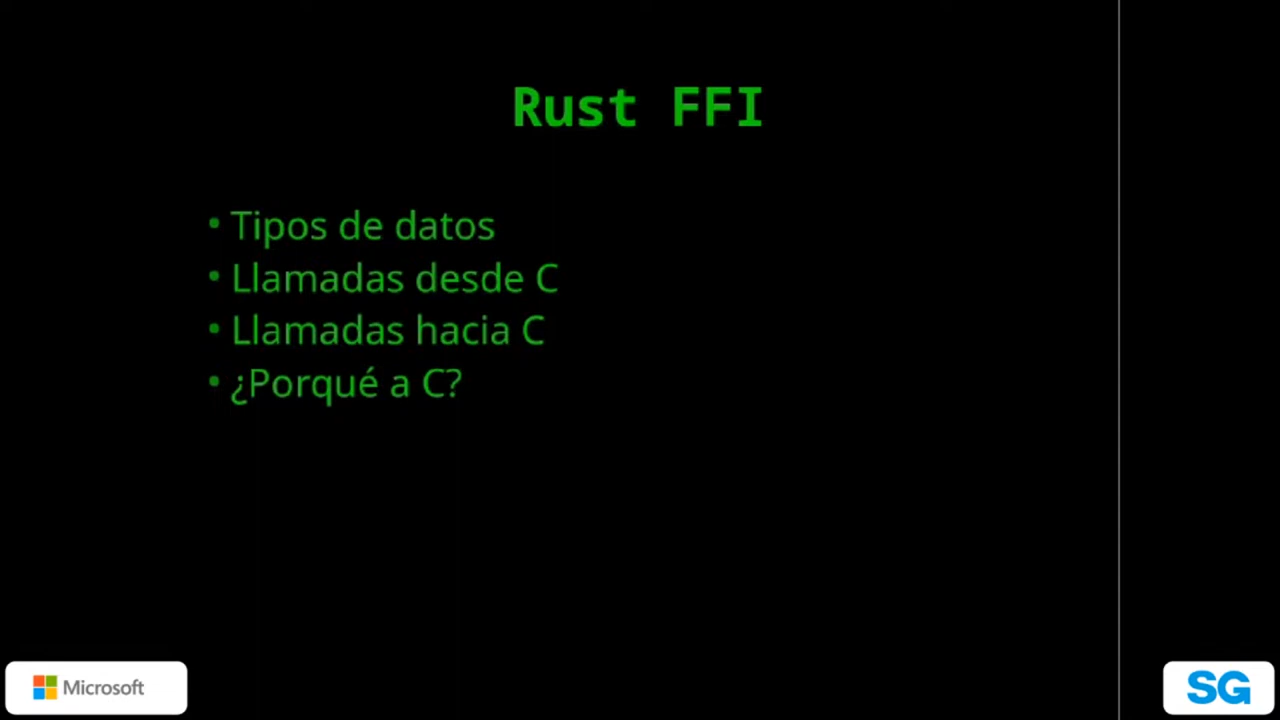 Rust FFI
• Tipos de datos
• Llamadas desde C
• Llamadas hacia C
• ¿Porqué a C?
Microsoft
SG